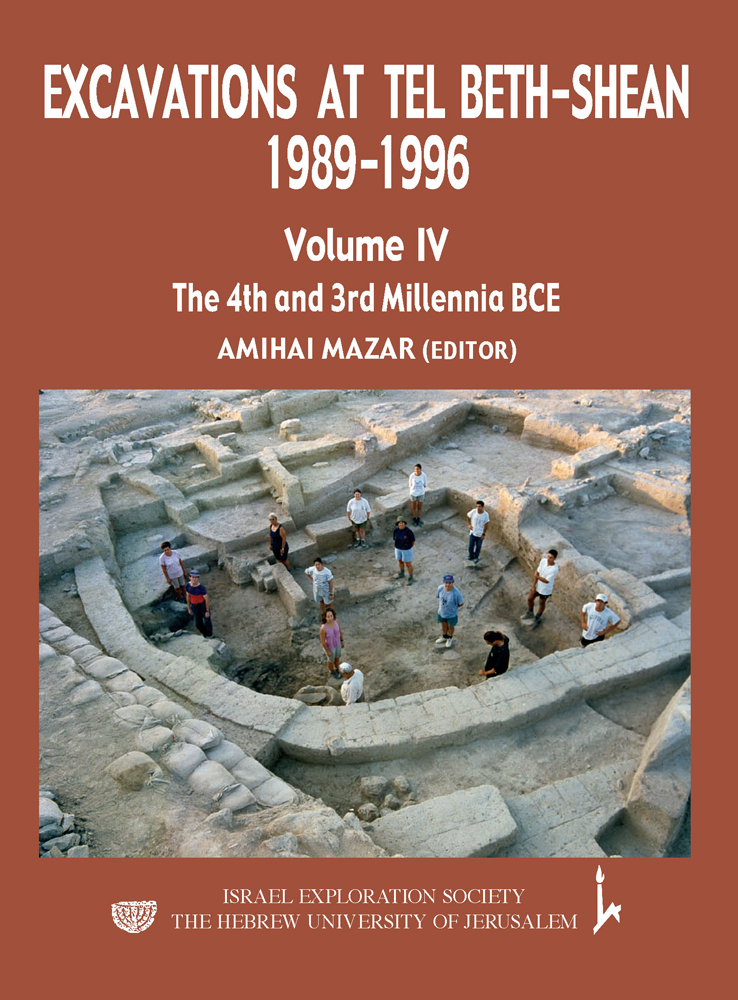 EXCAVATIONS AT TEL BETH-SHEAN
1989-1996
Volume IV
The 4th and 3rd Millennia BCE
AMIHAI MAZAR (EDITOR)
ISRAEL EXPLORATION SOCIETY
THE HEBREW UNIVERSITY OF JERUSALEM